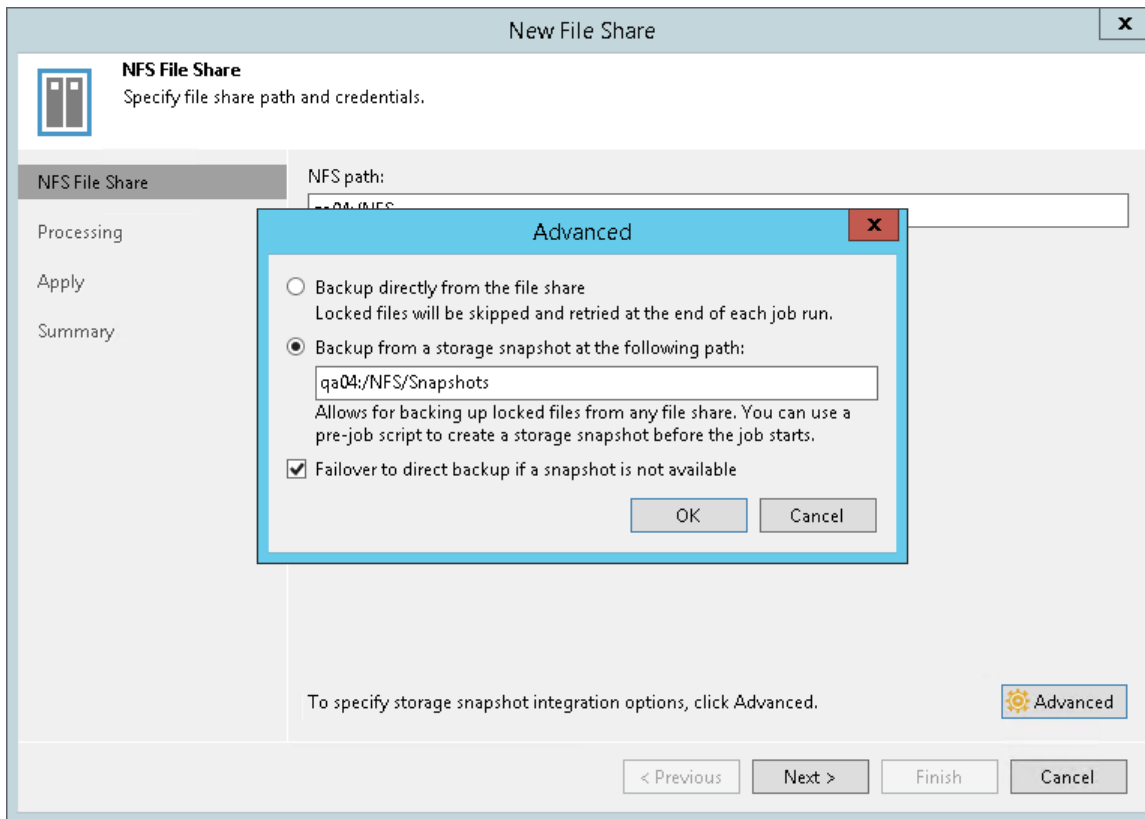 New File Share
x
NFS File Share
Specify file share path and credentials.
NFS File Share
Processing
Apply
Summary
NFS path:
qa04:/NFS
Advanced
x
Backup directly from the file share
Locked files will be skipped and retried at the end of each job run.
Backup from a storage snapshot at the following path:
qa04:/NFS/Snapshots
Allows for backing up locked files from any file share. You can use a
pre-job script to create a storage snapshot before the job starts.
Failover to direct backup if a snapshot is not available
OK
Cancel
To specify storage snapshot integration options, click Advanced.
Advanced
< Previous
Next >
Finish
Cancel